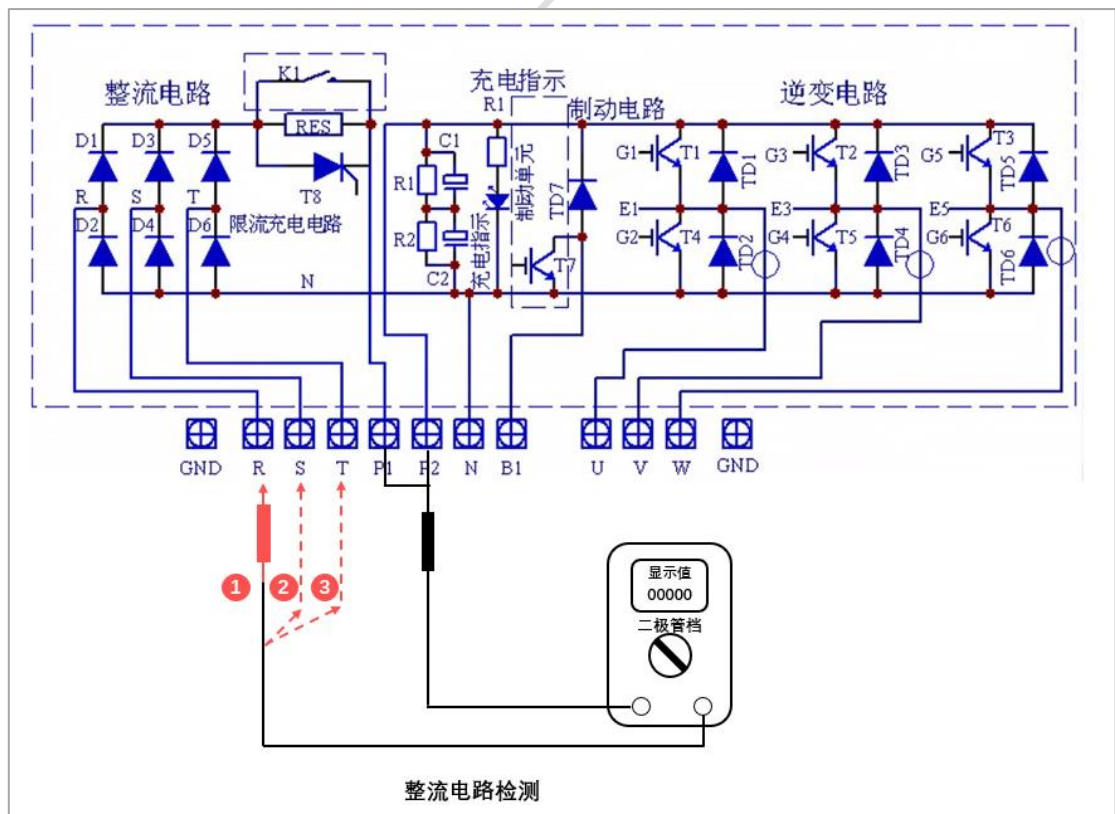 整流电路
K1
RES
T8
限流充电电路
D1 D3 D5
R S T
D2 D4 D6
N
充电指示
R1
C1
R1
R2
C2
充电指示
制动单元
制动电路
TD7
T7
逆变电路
G1 T1 TD1
G3 T2 TD3
G5 T3 TD5
E1 E3 E5
G2 T4 TD2
G4 T5 TD4
G6 T6 TD6
GND R S T P1 P2 N B1 U V W GND
1 2 3
显示值
00000
二极管档
整流电路检测